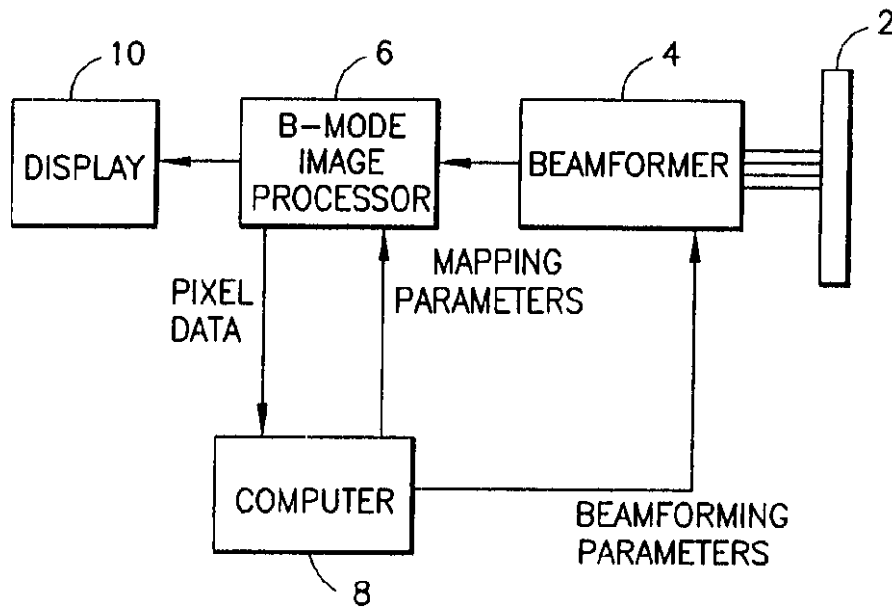 10
6
4
2
DISPLAY
B-MODE
IMAGE
PROCESSOR
BEAMFORMER
PIXEL
DATA
MAPPING
PARAMETERS
COMPUTER
BEAMFORMING
PARAMETERS
8